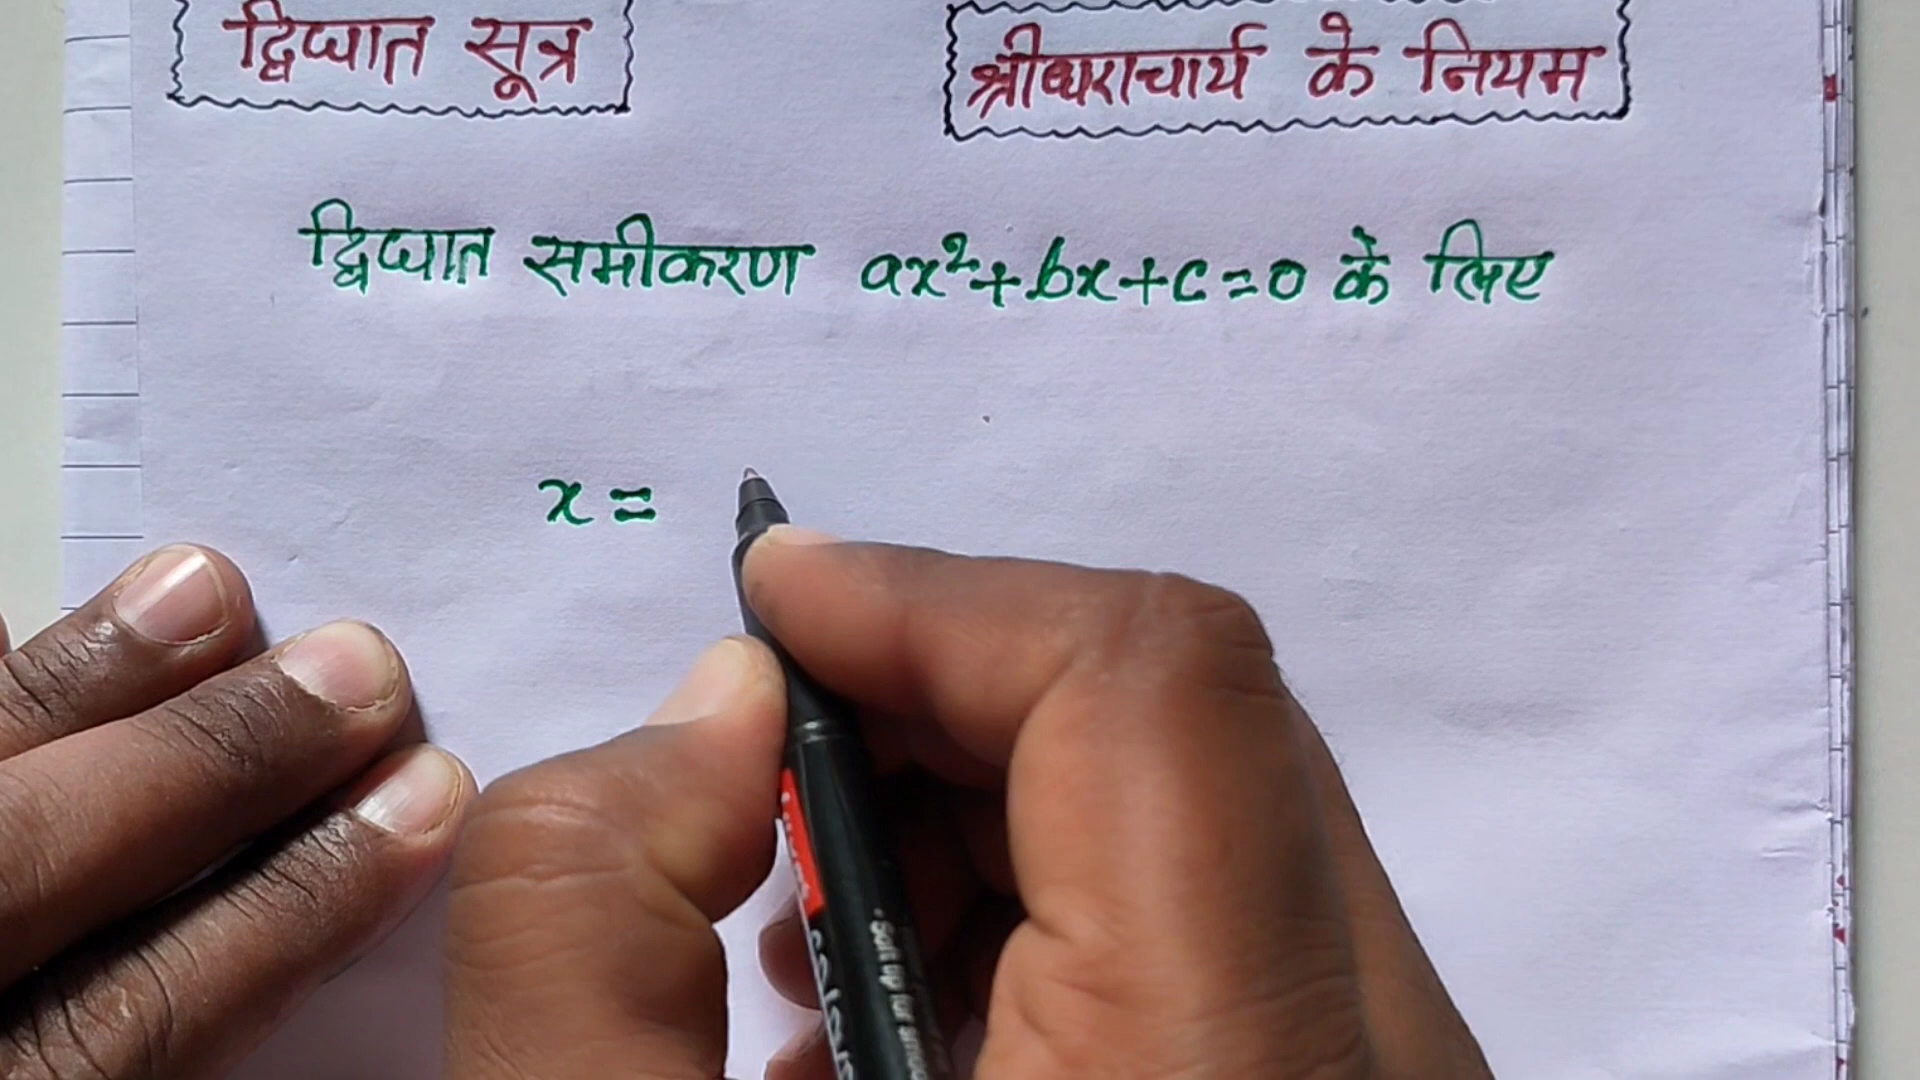 द्विघात सूत्र
श्रीधराचार्य के नियम
द्विघात समीकरण ax²+bx+c=0 के लिए
x =